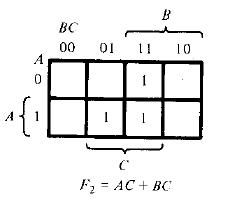 B
BC
A
00 01 11 10
0 1
A { 1 1 1
C
F₂ = AC + BC